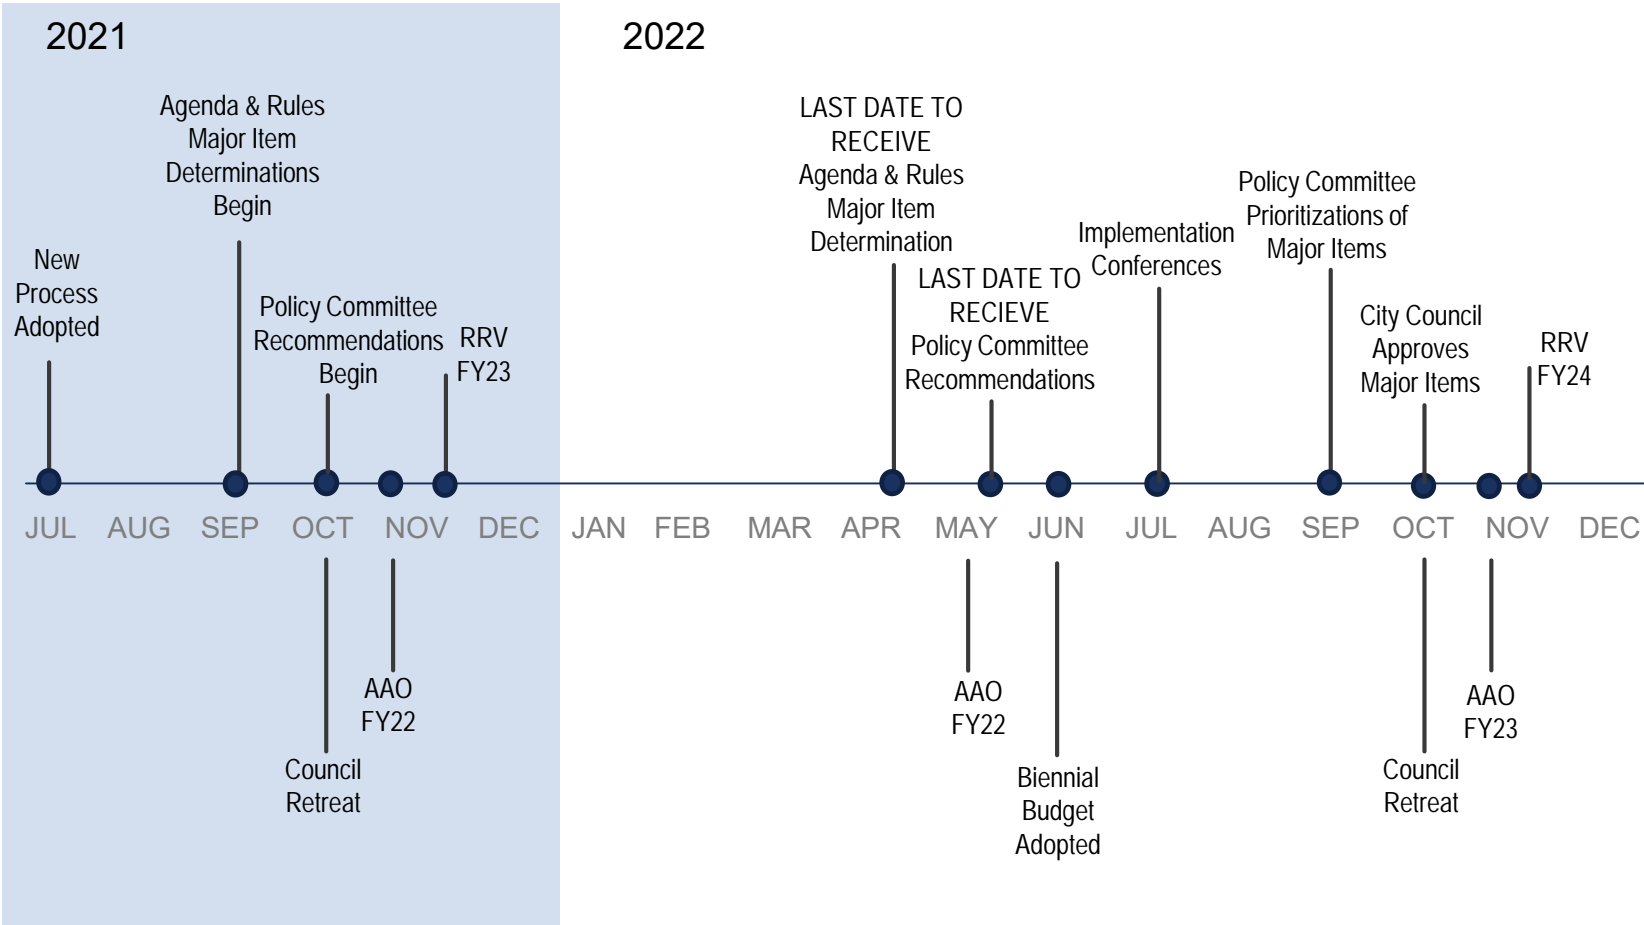 2021
2022
Agenda & Rules
Major Item
Determinations
Begin
New
Process
Adopted
Policy Committee
Recommendations
Begin
RRV
FY23
LAST DATE TO
RECEIVE
Agenda & Rules
Major Item
Determination
LAST DATE TO
RECIEVE
Policy Committee
Recommendations
Implementation
Conferences
Policy Committee
Prioritizations of
Major Items
City Council
Approves
Major Items
RRV
FY24
JUL AUG SEP OCT NOV DEC JAN FEB MAR APR MAY JUN JUL AUG SEP OCT NOV DEC
Council
Retreat
AAO
FY22
AAO
FY22
Biennial
Budget
Adopted
Council
Retreat
AAO
FY23